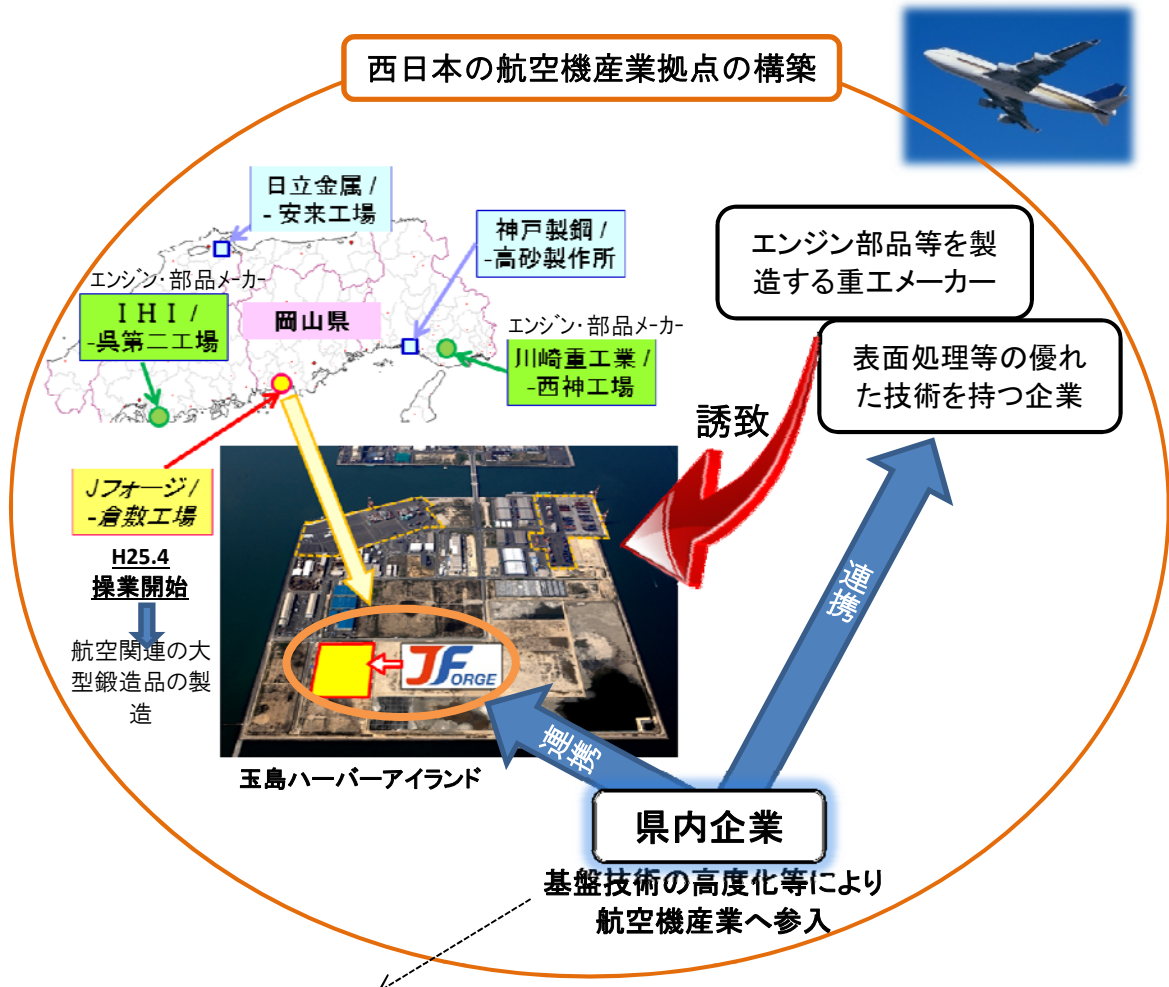 西日本の航空機産業拠点の構築
日立金属 /
- 安来工場
神戸製鋼 /
-高砂製作所
エンジン・部品メーカー
ＩＨＩ /
-呉第二工場
岡山県
エンジン・部品メーカー
川崎重工業 /
-西神工場
エンジン部品等を製
造する重工メーカー
表面処理等の優れ
た技術を持つ企業
誘致
Jフォージ /
-倉敷工場
H25.4
操業開始
航空関連の大
型鍛造品の製
造
JFORGE
連携
連携
玉島ハーバーアイランド
県内企業
基盤技術の高度化等により
航空機産業へ参入